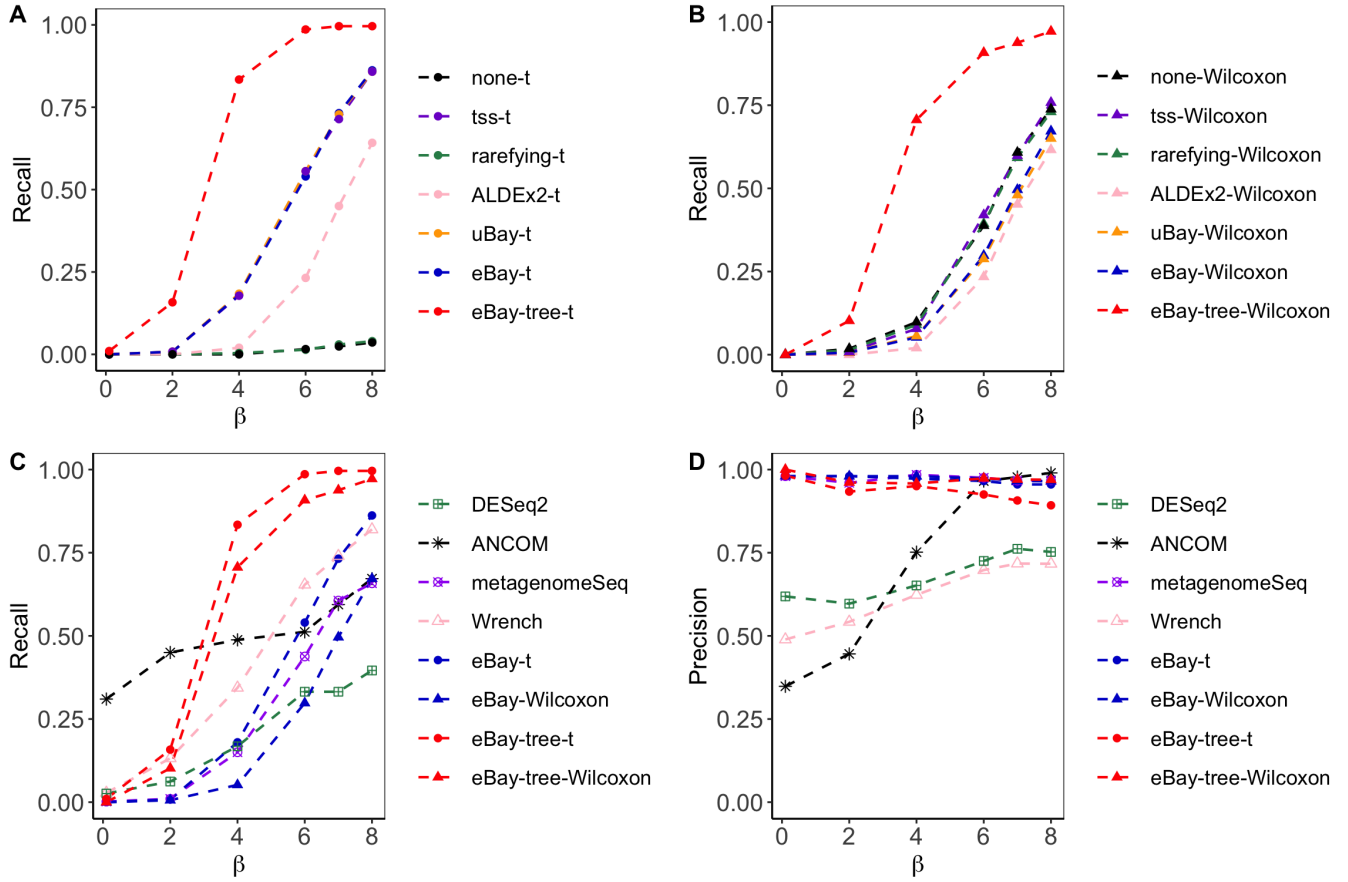 A
1.00
0.75
0.50
0.25
0.00
Recall
0 2 4 6 8
β
none-t
tss-t
rarefying-t
ALDEx2-t
uBay-t
eBay-t
eBay-tree-t
B
1.00
0.75
0.50
0.25
0.00
Recall
0 2 4 6 8
β
none-Wilcoxon
tss-Wilcoxon
rarefying-Wilcoxon
ALDEx2-Wilcoxon
uBay-Wilcoxon
eBay-Wilcoxon
eBay-tree-Wilcoxon
C
1.00
0.75
0.50
0.25
0.00
Recall
0 2 4 6 8
β
DESeq2
ANCOM
metagenomeSeq
Wrench
eBay-t
eBay-Wilcoxon
eBay-tree-t
eBay-tree-Wilcoxon
D
1.00
0.75
0.50
0.25
0.00
Precision
0 2 4 6 8
β
DESeq2
ANCOM
metagenomeSeq
Wrench
eBay-t
eBay-Wilcoxon
eBay-tree-t
eBay-tree-Wilcoxon